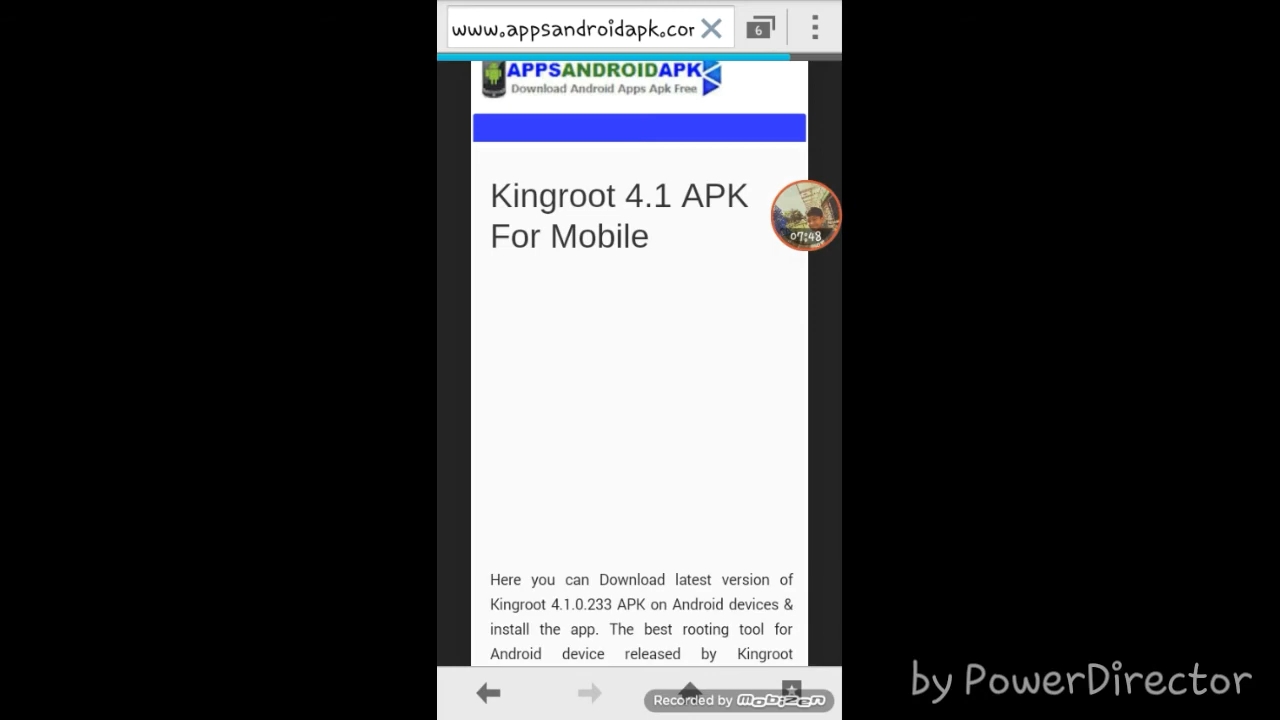 www.appsandroidapk.cor
6
APPSANDROIDAPK
Download Android Apps Apk Free
Kingroot 4.1 APK
For Mobile
07:48
Here you can Download latest version of
Kingroot 4.1.0.233 APK on Android devices &
install the app. The best rooting tool for
Android device released by Kingroot
Recorded by mobizen
by PowerDirector